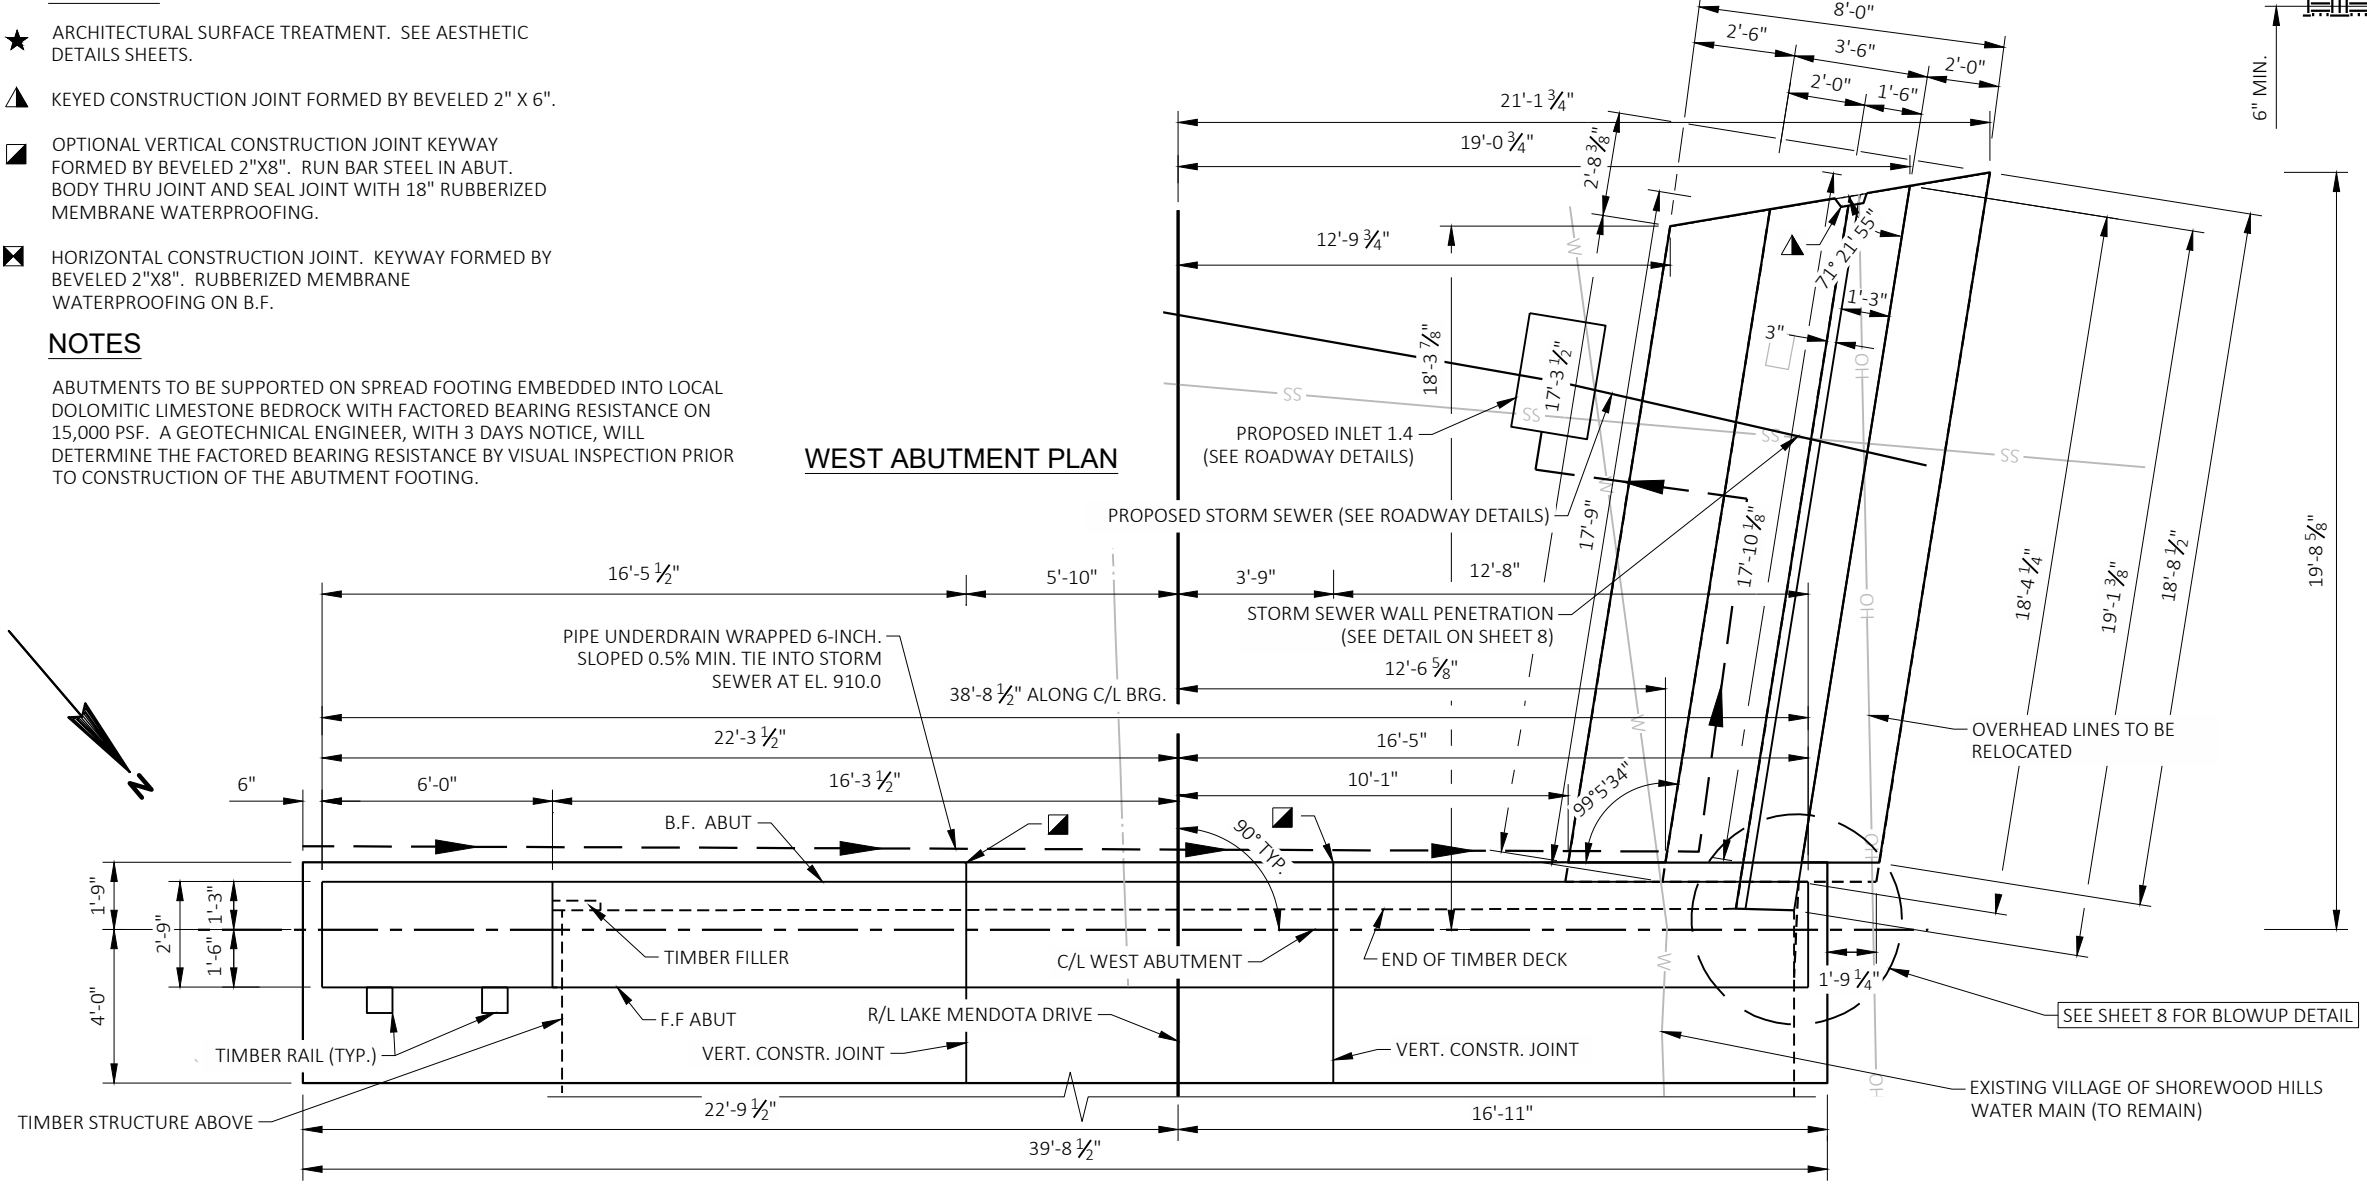 ARCHITECTURAL SURFACE TREATMENT. SEE AESTHETIC
DETAILS SHEETS.
KEYED CONSTRUCTION JOINT FORMED BY BEVELED 2" X 6".
OPTIONAL VERTICAL CONSTRUCTION JOINT KEYWAY
FORMED BY BEVELED 2"X8". RUN BAR STEEL IN ABUT.
BODY THRU JOINT AND SEAL JOINT WITH 18" RUBBERIZED
MEMBRANE WATERPROOFING.
HORIZONTAL CONSTRUCTION JOINT. KEYWAY FORMED BY
BEVELED 2"X8". RUBBERIZED MEMBRANE
WATERPROOFING ON B.F.
NOTES
ABUTMENTS TO BE SUPPORTED ON SPREAD FOOTING EMBEDDED INTO LOCAL
DOLOMITIC LIMESTONE BEDROCK WITH FACTORED BEARING RESISTANCE ON
15,000 PSF. A GEOTECHNICAL ENGINEER, WITH 3 DAYS NOTICE, WILL
DETERMINE THE FACTORED BEARING RESISTANCE BY VISUAL INSPECTION PRIOR
TO CONSTRUCTION OF THE ABUTMENT FOOTING.
WEST ABUTMENT PLAN
8'-0"
2'-6"
3'-6"
2'-0"
2'-0"
1'-6"
6" MIN.
21'-1 3/4"
19'-0 3/4"
2'-8 3/8"
12'-9 3/4"
71° 21' 55"
1'-3"
3"
18'-3 7/8"
17'-3 1/2"
W
OH
SS
SS
SS
SS
PROPOSED INLET 1.4
(SEE ROADWAY DETAILS)
W
PROPOSED STORM SEWER (SEE ROADWAY DETAILS)
17'-9"
17'-10 1/8"
18'-4 1/4"
19'-1 3/8"
18'-8 1/2"
19'-8 5/8"
16'-5 1/2"
5'-10"
3'-9"
12'-8"
OH
STORM SEWER WALL PENETRATION
(SEE DETAIL ON SHEET 8)
PIPE UNDERDRAIN WRAPPED 6-INCH.
SLOPED 0.5% MIN. TIE INTO STORM
SEWER AT EL. 910.0
12'-6 5/8"
38'-8 1/2" ALONG C/L BRG.
W
OVERHEAD LINES TO BE
RELOCATED
22'-3 1/2"
16'-5"
N
6"
6'-0"
16'-3 1/2"
10'-1"
99°5'34"
B.F. ABUT
90° TYP.
OH
1'-9"
1'-3"
2'-9"
1'-6"
4'-0"
TIMBER FILLER
C/L WEST ABUTMENT
END OF TIMBER DECK
W
1'-9 1/4"
F.F ABUT
R/L LAKE MENDOTA DRIVE
SEE SHEET 8 FOR BLOWUP DETAIL
TIMBER RAIL (TYP.)
VERT. CONSTR. JOINT
VERT. CONSTR. JOINT
OH
TIMBER STRUCTURE ABOVE
22'-9 1/2"
16'-11"
EXISTING VILLAGE OF SHOREWOOD HILLS
WATER MAIN (TO REMAIN)
39'-8 1/2"